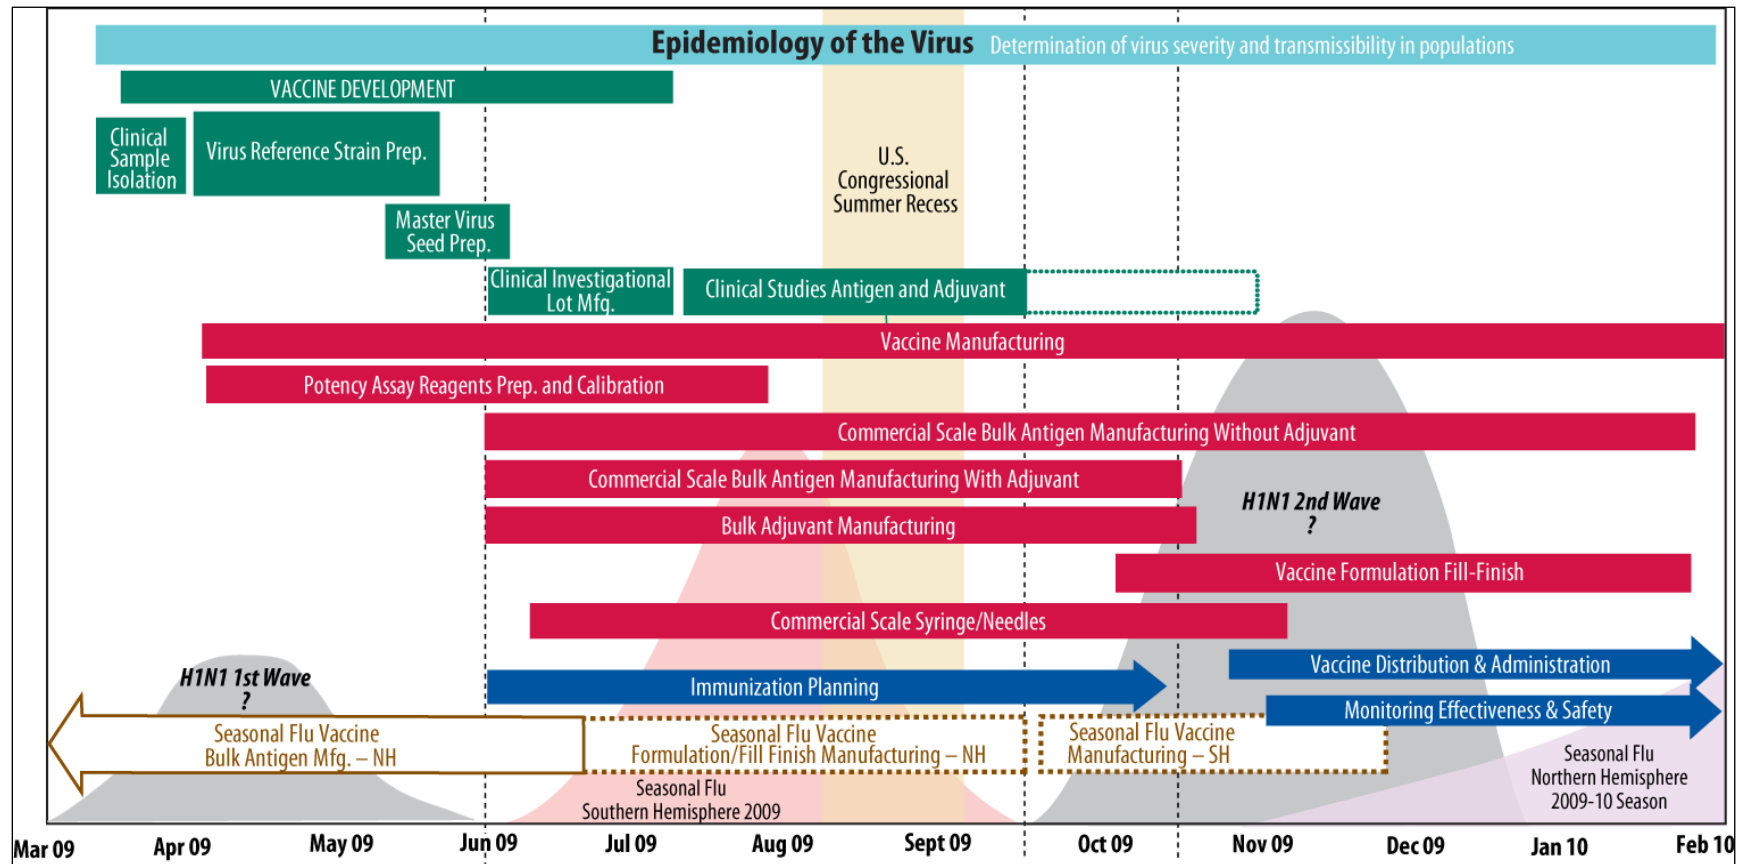 Epidemiology of the Virus Determination of virus severity and transmissibility in populations
VACCINE DEVELOPMENT
Clinical
Sample
Isolation
Virus Reference Strain Prep.
U.S.
Congressional
Summer Recess
Master Virus
Seed Prep.
Clinical Investigational
Lot Mfg.
Clinical Studies Antigen and Adjuvant
Vaccine Manufacturing
Potency Assay Reagents Prep. and Calibration
Commercial Scale Bulk Antigen Manufacturing Without Adjuvant
Commercial Scale Bulk Antigen Manufacturing With Adjuvant
H1N1 2nd Wave
?
Bulk Adjuvant Manufacturing
Vaccine Formulation Fill-Finish
Commercial Scale Syringe/Needles
H1N1 1st Wave
?
Vaccine Distribution & Administration
Immunization Planning
Monitoring Effectiveness & Safety
Seasonal Flu Vaccine
Bulk Antigen Mfg. – NH
Seasonal Flu Vaccine
Formulation/Fill Finish Manufacturing – NH
Seasonal Flu Vaccine
Manufacturing – SH
Seasonal Flu
Southern Hemisphere 2009
Seasonal Flu
Northern Hemisphere
2009-10 Season
Mar 09 Apr 09 May 09 Jun 09 Jul 09 Aug 09 Sept 09 Oct 09 Nov 09 Dec 09 Jan 10 Feb 10